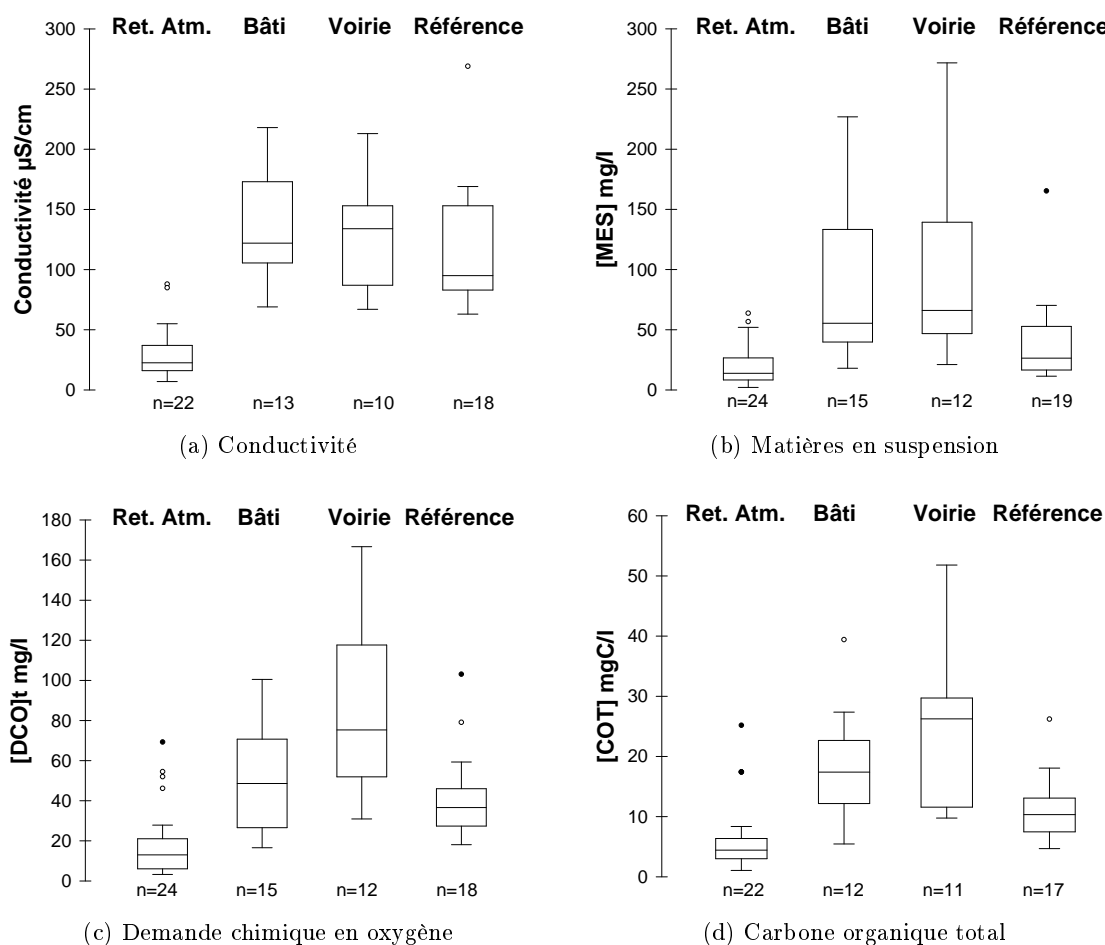 Ret. Atm. Bâti Voirie Référence
300
250
200
150
100
50
0
Conductivité µS/cm
n=22 n=13 n=10 n=18
(a) Conductivité
Ret. Atm. Bâti Voirie Référence
300
250
200
150
100
50
0
[MES] mg/l
n=24 n=15 n=12 n=19
(b) Matières en suspension
Ret. Atm. Bâti Voirie Référence
180
160
140
120
100
80
60
40
20
0
[DCO]t mg/l
n=24 n=15 n=12 n=18
(c) Demande chimique en oxygène
Ret. Atm. Bâti Voirie Référence
60
50
40
30
20
10
0
[COT] mgC/l
n=22 n=12 n=11 n=17
(d) Carbone organique total